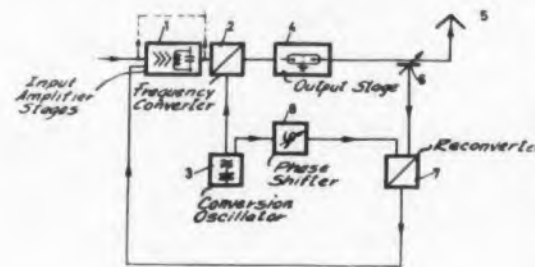 1
2
4
5
Input
Amplifier
Stages
Frequency
Converter
Output Stage
6
8
3
Phase
Shifter
Reconverter
7
Conversion
Oscillator